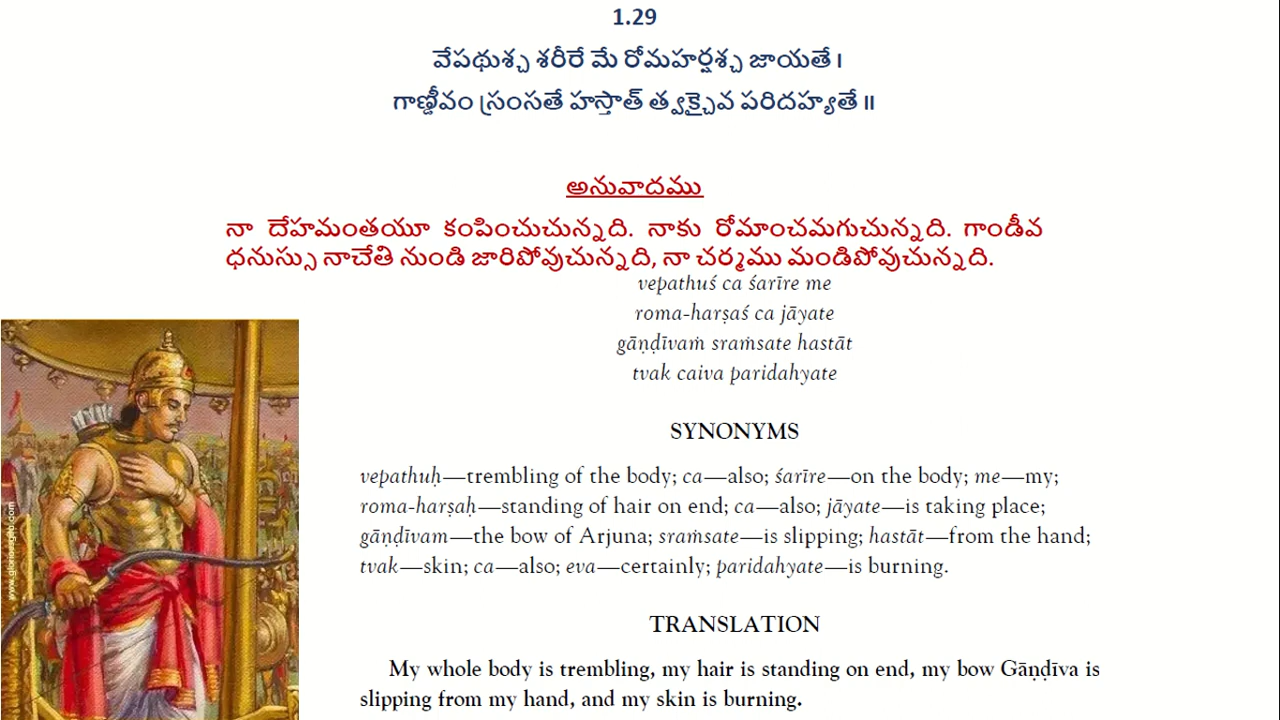 1.29
వేపథుశ్చ శరీరే మే రోమహర్షశ్చ జాయతే ।
గాణ్డీవం స్రంసతే హస్తాత్ త్వక్చైవ పరిదహ్యతే ॥
అనువాదము
నా దేహమంతయూ కంపించుచున్నది. నాకు రోమాంచమగుచున్నది. గాండీవ
ధనుస్సు నాచేతి నుండి జారిపోవుచున్నది, నా చర్మము మండిపోవుచున్నది.
vepathuś ca śarīre me
roma-harṣaś ca jāyate
gāṇḍīvaṁ sraṁsate hastāt
tvak caiva paridahyate
SYNONYMS
vepathuḥ—trembling of the body; ca—also; śarīre—on the body; me—my;
roma-harṣaḥ—standing of hair on end; ca—also; jāyate—is taking place;
gāṇḍīvam—the bow of Arjuna; sraṁsate—is slipping; hastāt—from the hand;
tvak—skin; ca—also; eva—certainly; paridahyate—is burning.
TRANSLATION
My whole body is trembling, my hair is standing on end, my bow Gāṇḍīva is
slipping from my hand, and my skin is burning.
www.gloriousgita.com